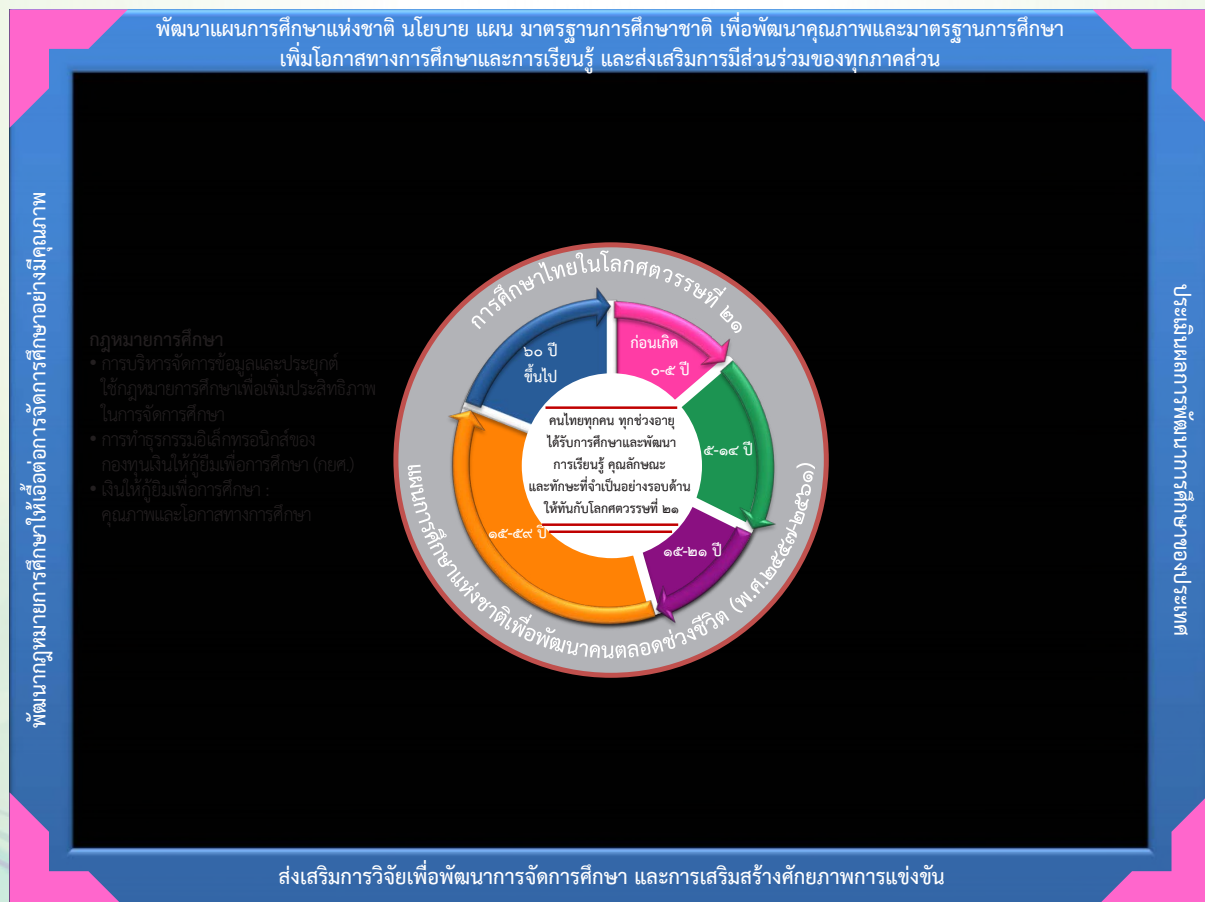 พัฒนาแผนการศึกษาแห่งชาติ นโยบาย แผน มาตรฐานการศึกษาชาติ เพื่อพัฒนาคุณภาพและมาตรฐานการศึกษา
เพิ่มโอกาสทางการศึกษาและการเรียนรู้ และส่งเสริมการมีส่วนร่วมของทุกภาคส่วน
พัฒนากฎหมายการศึกษาให้เอื้อต่อการจัดการศึกษาอย่างมีคุณภาพ
กฎหมายการศึกษา
• การบริหารจัดการข้อมูลและประยุกต์
ใช้กฎหมายการศึกษาเพื่อเพิ่มประสิทธิภาพ
ในการจัดการศึกษา
• การทำธุรกรรมอิเล็กทรอนิกส์ของ
กองทุนเงินให้กู้ยืมเพื่อการศึกษา (กยศ.)
• เงินให้กู้ยืมเพื่อการศึกษา :
คุณภาพและโอกาสทางการศึกษา
การศึกษาไทยในโลกศตวรรษที่ ๒๑
ก่อนเกิด
๐-๕ ปี
๕-๑๔ ปี
๑๕-๒๑ ปี
๑๕-๕๙ ปี
๖๐ ปี
ขึ้นไป
คนไทยทุกคน ทุกช่วงอายุ
ได้รับการศึกษาและพัฒนา
การเรียนรู้ คุณลักษณะ
และทักษะที่จำเป็นอย่างรอบด้าน
ให้ทันกับโลกศตวรรษที่ ๒๑
แผนการศึกษาแห่งชาติเพื่อพัฒนาคนตลอดช่วงชีวิต (พ.ศ.๒๕๕๗-๒๕๖๑)
ประเมินผลการพัฒนาการศึกษาของประเทศ
ส่งเสริมการวิจัยเพื่อพัฒนาการจัดการศึกษา และการเสริมสร้างศักยภาพการแข่งขัน